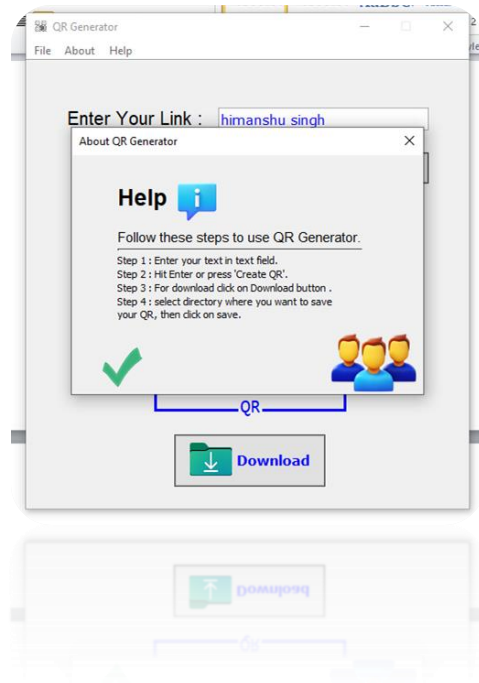 QR Generator
File About Help
Enter Your Link : himanshu singh
About QR Generator
Help
Follow these steps to use QR Generator.
Step 1 : Enter your text in text field.
Step 2 : Hit Enter or press 'Create QR'.
Step 3 : For download click on Download button .
Step 4 : select directory where you want to save
your QR, then click on save.
QR
Download
Download
QR